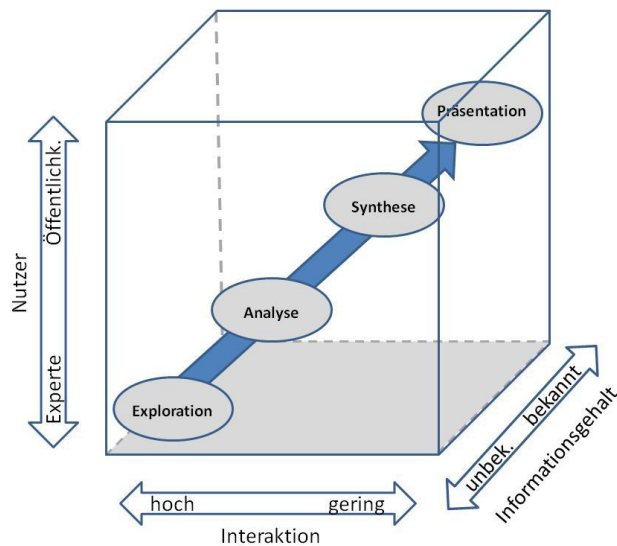 Präsentation
Synthese
Analyse
Exploration
Nutzer
Experte Öffentlichk.
hoch gering
Interaktion
unbek. bekannt
Informationsgehalt